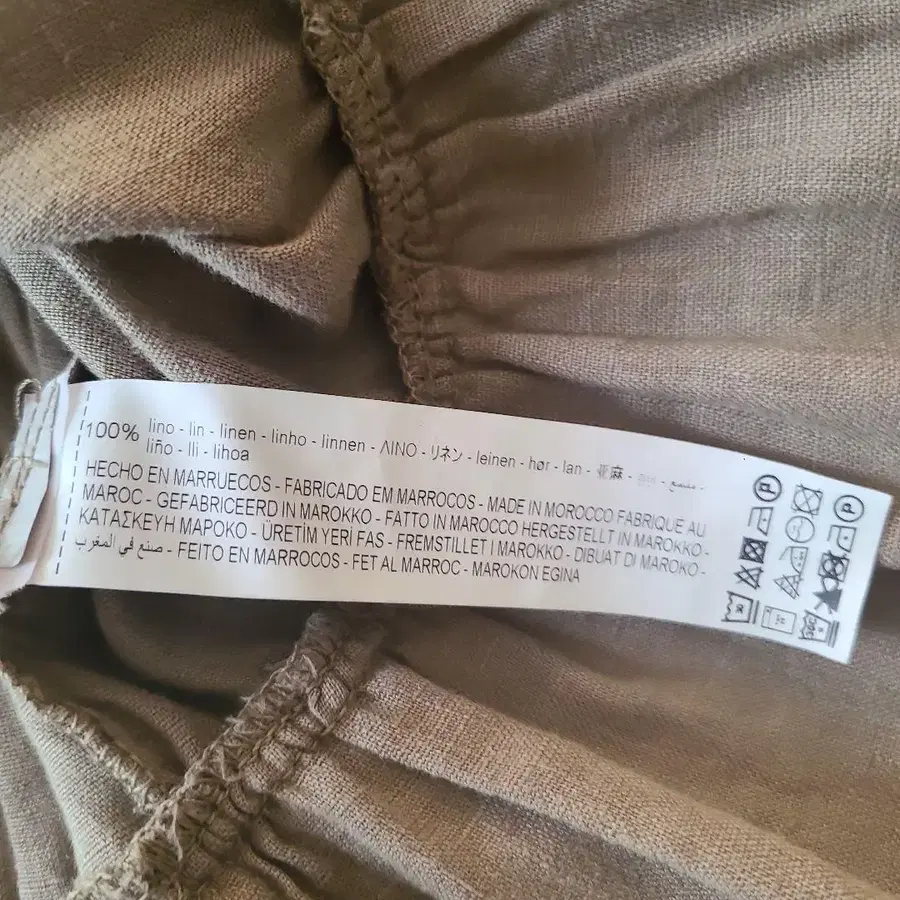 100% lino - lin - linen - linho - linnen - ΛΙΝΟ - リネン - leinen - hør - lan - 亚麻 -
liño - lli - lihoa
HECHO EN MARRUECOS - FABRICADO EM MARROCOS - MADE IN MOROCCO FABRIQUE AU
MAROC - GEFABRICEERD IN MAROKKO - FATTO IN MAROCCO HERGESTELLT IN MAROKKO -
ΚΑΤΑΣΚΕΥΗ ΜΑΡΟΚΟ - ÜRETİM YERİ FAS - FREMSTILLET I MAROKKO - DIBUAT DI MAROKO -
صنع في المغرب - FEITO EN MARROCOS - FET AL MARROC - MAROKON EGINA